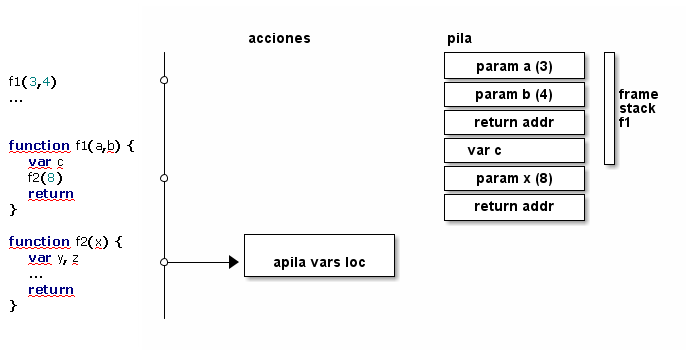 acciones
pila
f1(3,4)
...
function f1(a,b) {
var c
f2(8)
return
}
function f2(x) {
var y, z
...
return
}
apila vars loc
param a (3)
param b (4)
return addr
var c
param x (8)
return addr
frame
stack
f1